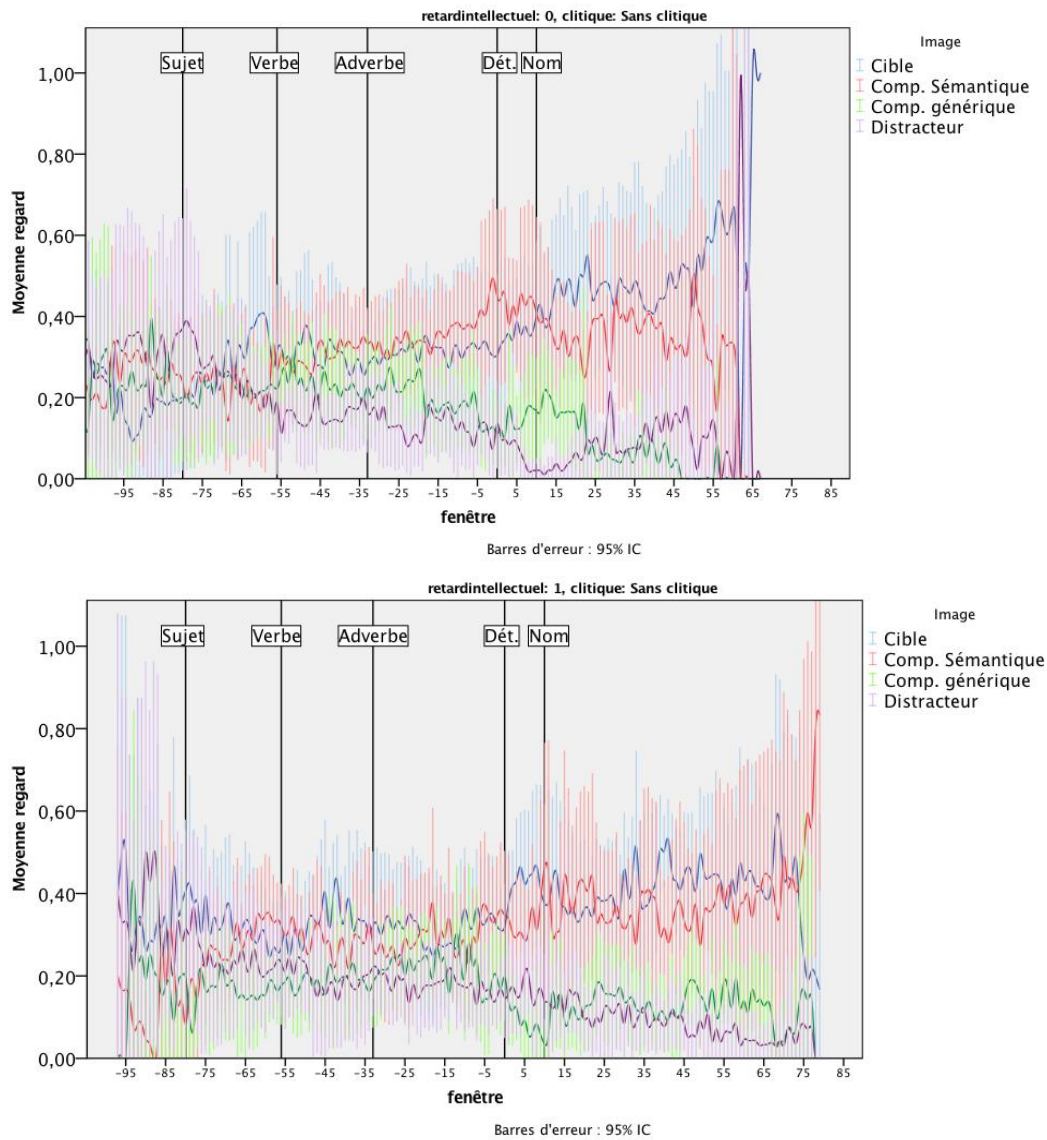 retardintellectuel: 0, clitique: Sans clitique
Image
Cible
Comp. Sémantique
Comp. générique
Distracteur
Sujet Verbe Adverbe Dét. Nom
1,00
0,80
0,60
0,40
0,20
0,00
Moyenne regard
-95 -85 -75 -65 -55 -45 -35 -25 -15 -5 5 15 25 35 45 55 65 75 85
fenêtre
Barres d'erreur : 95% IC
retardintellectuel: 1, clitique: Sans clitique
Image
Cible
Comp. Sémantique
Comp. générique
Distracteur
Sujet Verbe Adverbe Dét. Nom
1,00
0,80
0,60
0,40
0,20
0,00
Moyenne regard
-95 -85 -75 -65 -55 -45 -35 -25 -15 -5 5 15 25 35 45 55 65 75 85
fenêtre
Barres d'erreur : 95% IC